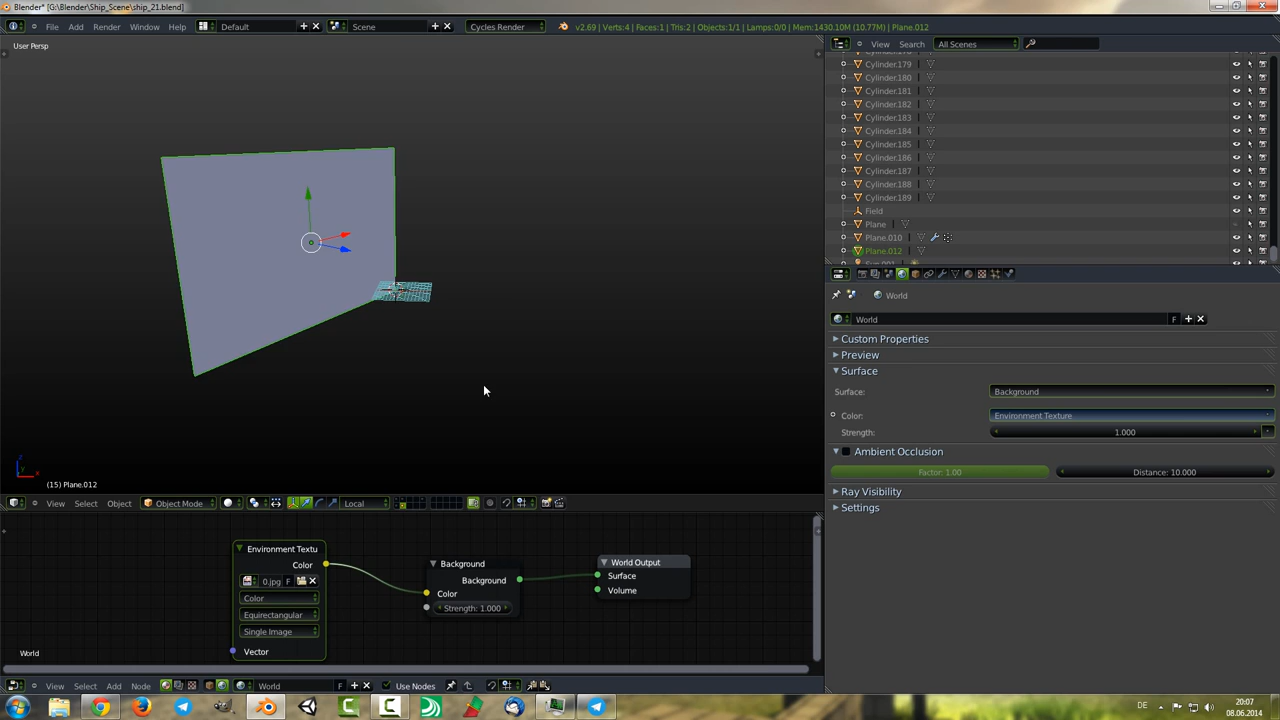 Blender* [G:\Blender\Ship_Scene\ship_21.blend]
File Add Render Window Help Default Scene Cycles Render v2.69 | Verts:4 | Faces:1 | Tris:2 | Objects:1/1 | Lamps:0/0 | Mem:1430.10M (10.77M) | Plane.012
User Persp
View Search All Scenes
Cylinder.179
Cylinder.180
Cylinder.181
Cylinder.182
Cylinder.183
Cylinder.184
Cylinder.185
Cylinder.186
Cylinder.187
Cylinder.188
Cylinder.189
Field
Plane
Plane.010
Plane.012
World
World F
Custom Properties
Preview
Surface
Surface: Background
Color: Environment Texture
Strength: 1.000
Ambient Occlusion
Factor: 1.00 Distance: 10.000
Ray Visibility
Settings
(15) Plane.012
View Select Object Object Mode Local
Environment Textu
Color
0.jpg F
Color
Equirectangular
Single Image
Vector
Background
Background
Color
Strength: 1.000
World Output
Surface
Volume
World
View Select Add Node World F Use Nodes
DE 20:07
08.06.2014